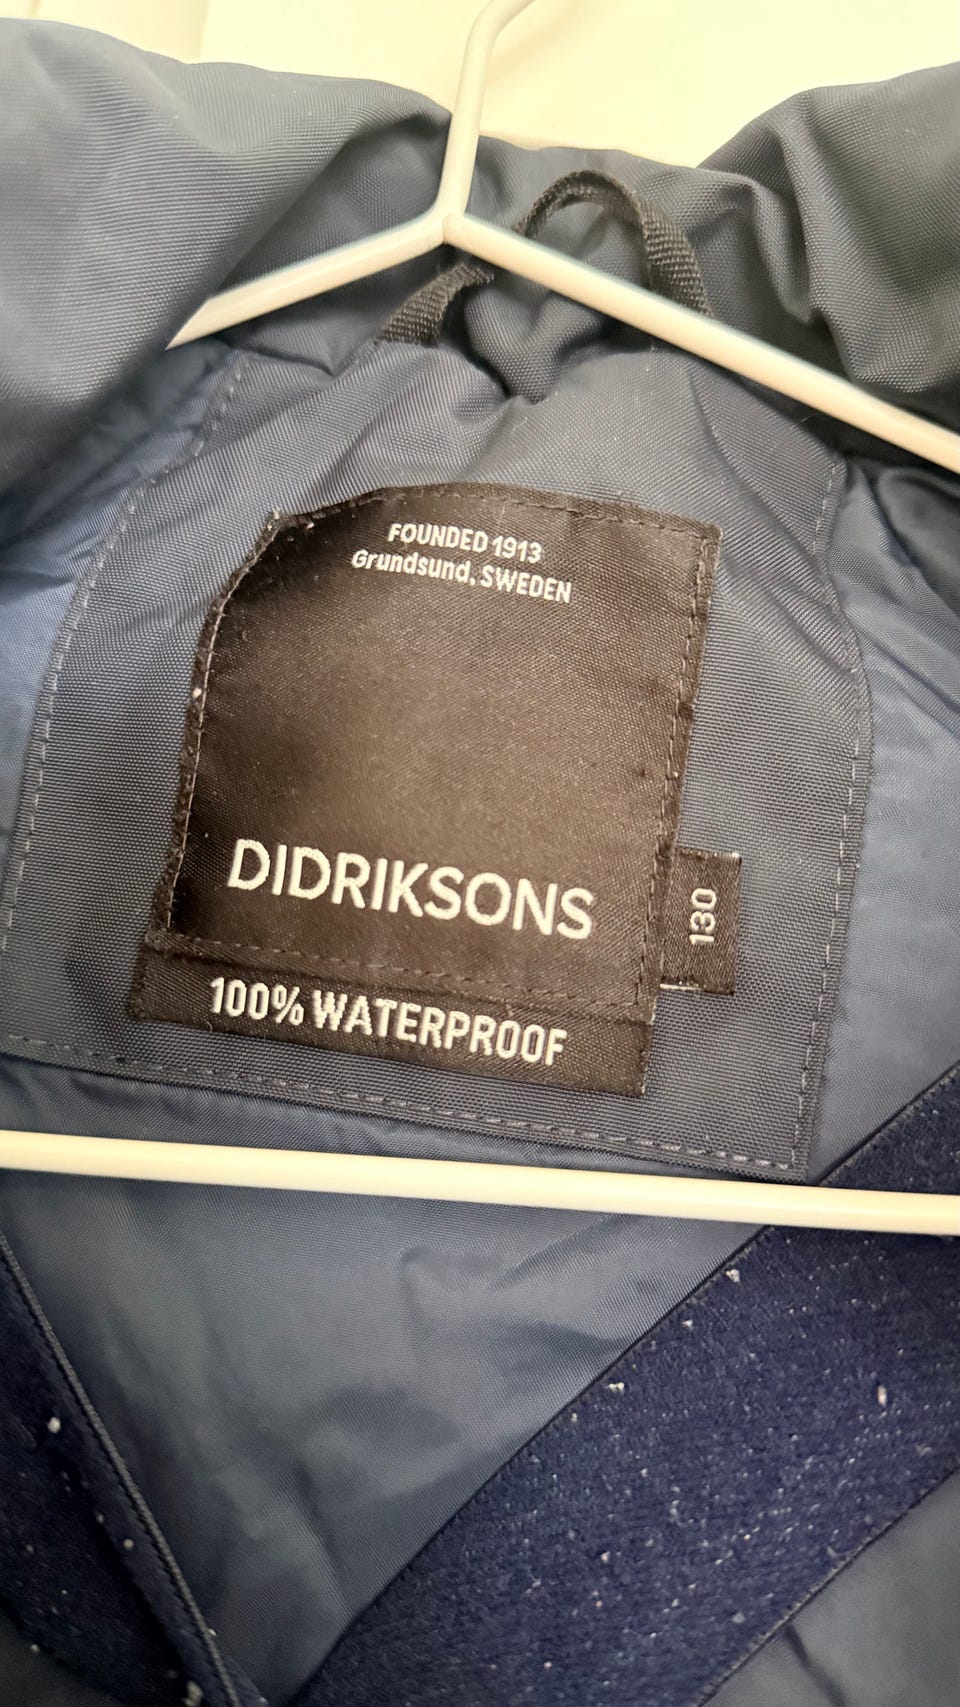 FOUNDED 1913
Grundsund, SWEDEN
DIDRIKSONS
130
100% WATERPROOF